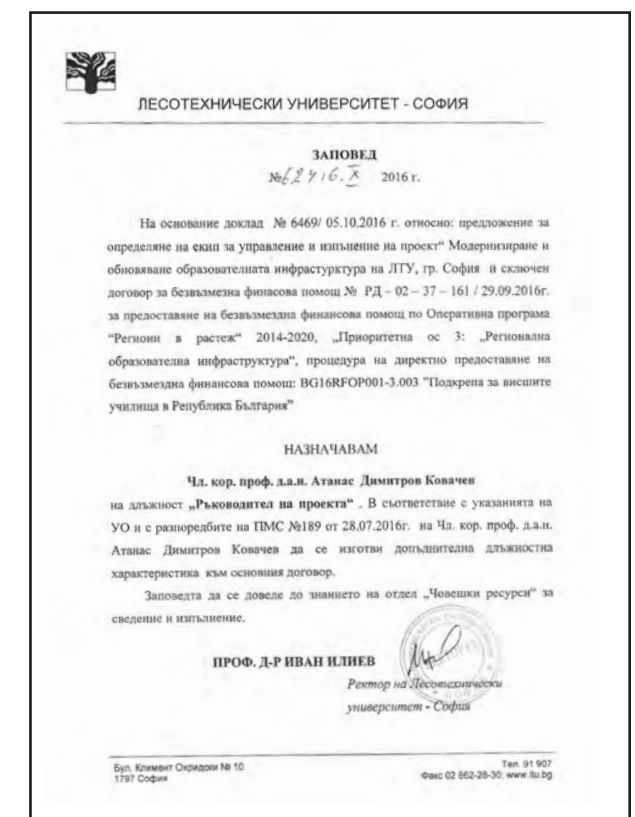 ЛЕСОТЕХНИЧЕСКИ УНИВЕРСИТЕТ - СОФИЯ
ЗАПОВЕД
№ 2016 г.
На основание доклад № 6469/ 05.10.2016 г. относно: предложение за
определяне на екип за управление и изпънение на проект“ Модернизиране и
обновяване образователната инфраструктура на ЛТУ, гр. София и сключен
договор за безвъзмезна финасова помощ № РД – 02 – 37 – 161 / 29.09.2016г.
за предоставяне на безвъзмездна финансова помощ по Оперативна програма
“Региони в растеж“ 2014-2020, „Приоритетна ос 3: „Регионална
образователна инфраструктура“, процедура на директно предоставяне на
безвъзмездна финансова помощ: BG16RFOP001-3.003 "Подкрепа за висшите
училища в Република България”
НАЗНАЧАВАМ
Чл. кор. проф. д.а.н. Атанас Димитров Ковачев
на длъжност „Ръководител на проекта“ . В съответствие с указанията на
УО и с разпоредбите на ПМС №189 от 28.07.2016г. на Чл. кор. проф. д.а.н.
Атанас Димитров Ковачев да се изготви допълнителна длъжностна
характеристика към основния договор.
Заповедта да се доведе до знанието на отдел „Човешки ресурси“ за
сведение и изпълнение.
ПРОФ. Д-Р ИВАН ИЛИЕВ
Ректор на Лесотехнически
университет - София
Бул. Климент Охридски № 10
1797 София
Тел. 91 907
Факс 02 862-28-30; www.ltu.bg